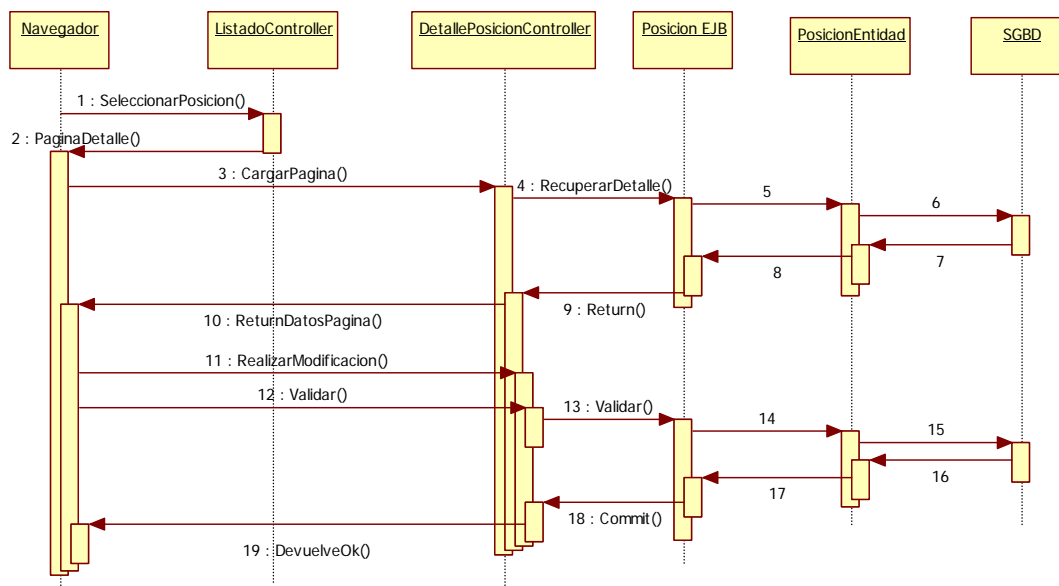 Navegador
ListadoController
DetallePosicionController
Posicion EJB
PosicionEntidad
SGBD
1 : SeleccionarPosicion()
2 : PaginaDetalle()
3 : CargarPagina()
4 : RecuperarDetalle()
5
6
7
8
9 : Return()
10 : ReturnDatosPagina()
11 : RealizarModificacion()
12 : Validar()
13 : Validar()
14
15
16
17
18 : Commit()
19 : DevuelveOk()